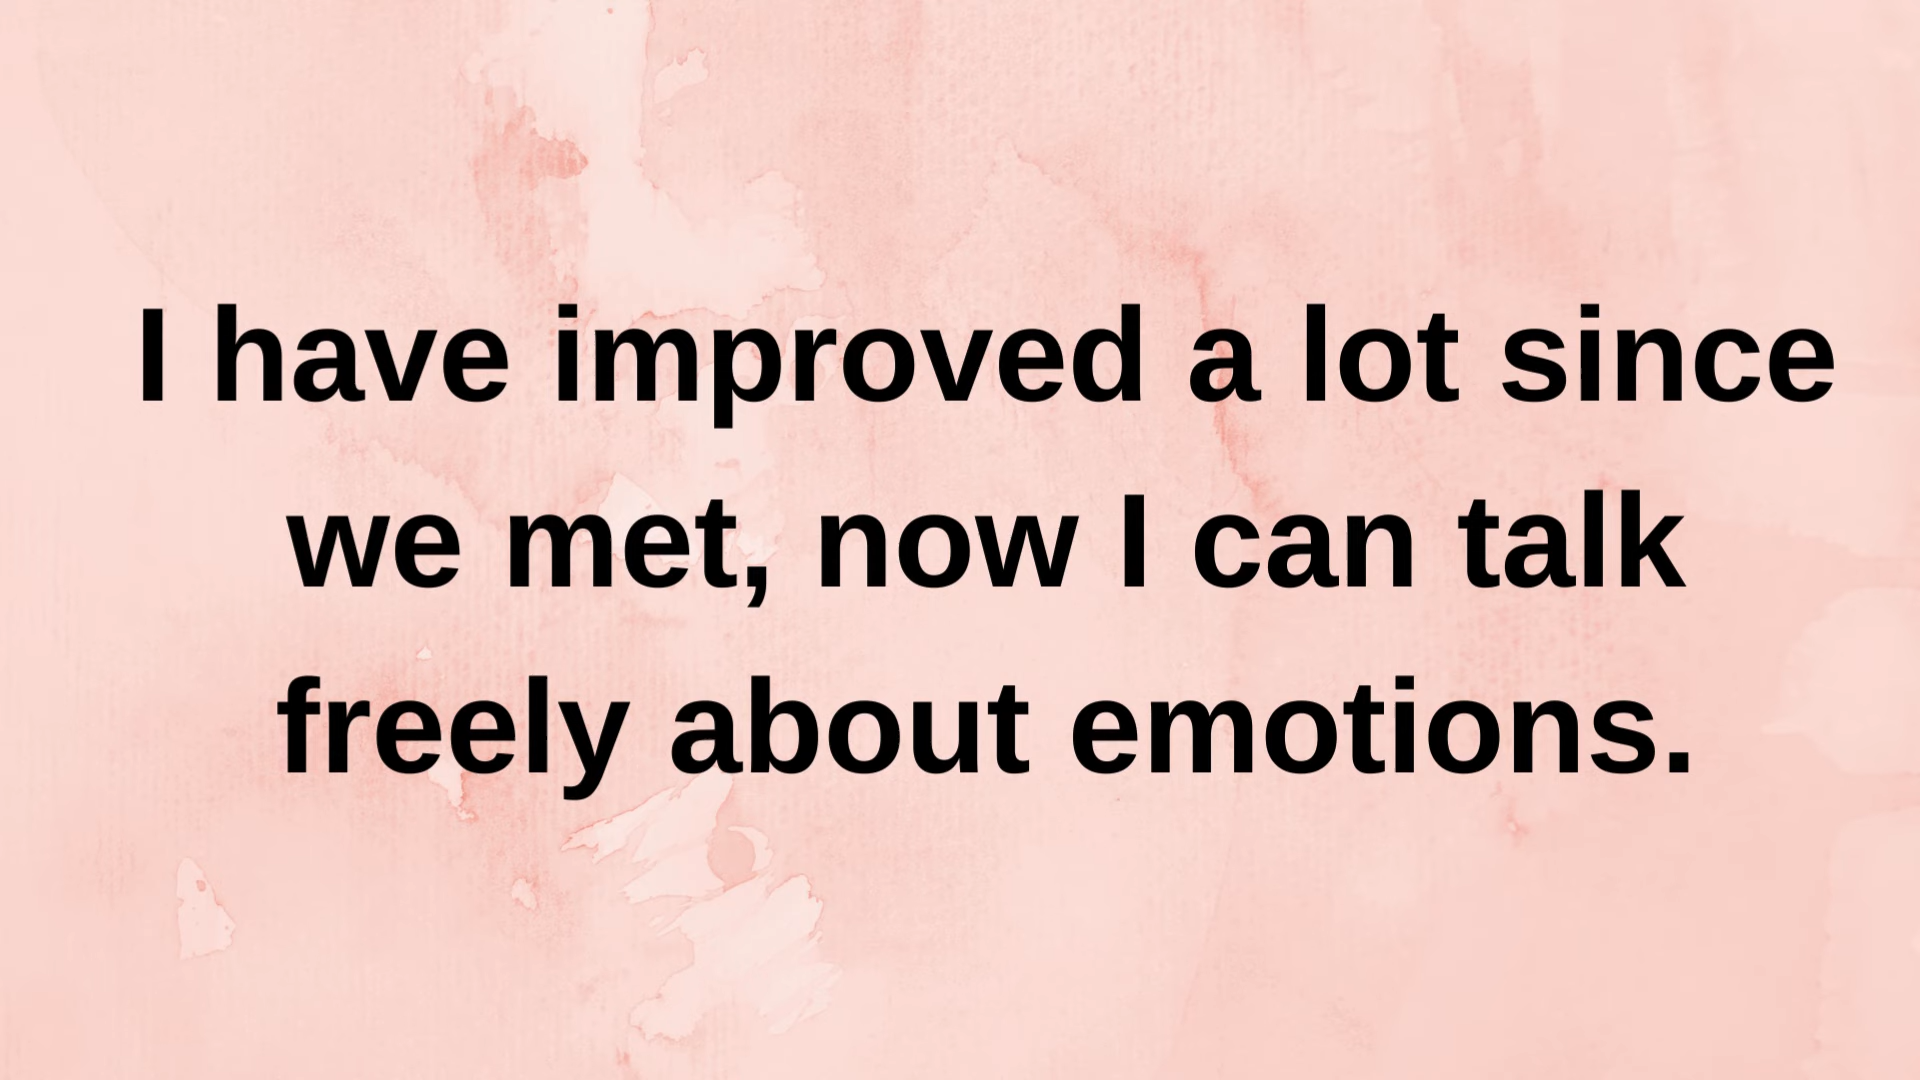 I have improved a lot since
we met, now I can talk
freely about emotions.